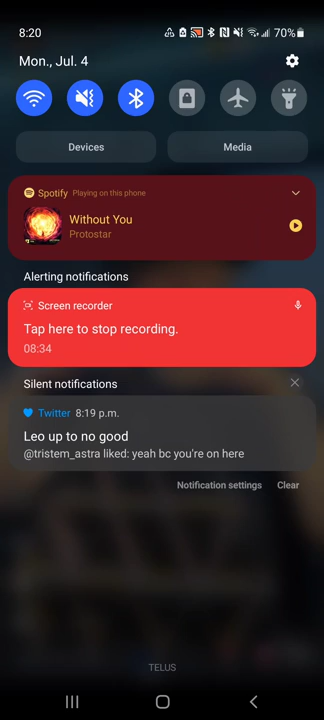 8:20
70%
Mon., Jul. 4
Devices
Media
Spotify Playing on this phone
Without You
Protostar
Alerting notifications
Screen recorder
Tap here to stop recording.
08:34
Silent notifications
Twitter 8:19 p.m.
Leo up to no good
@tristem_astra liked: yeah bc you're on here
Notification settings
Clear
TELUS